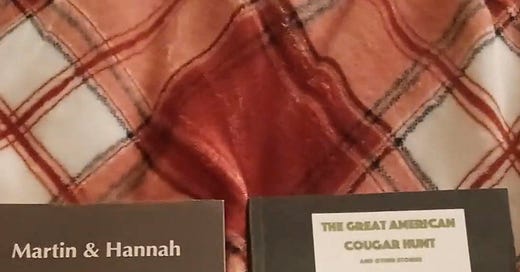 Martin & Hannah
THE GREAT AMERICAN
COUGAR HUNT
AND OTHER STORIES